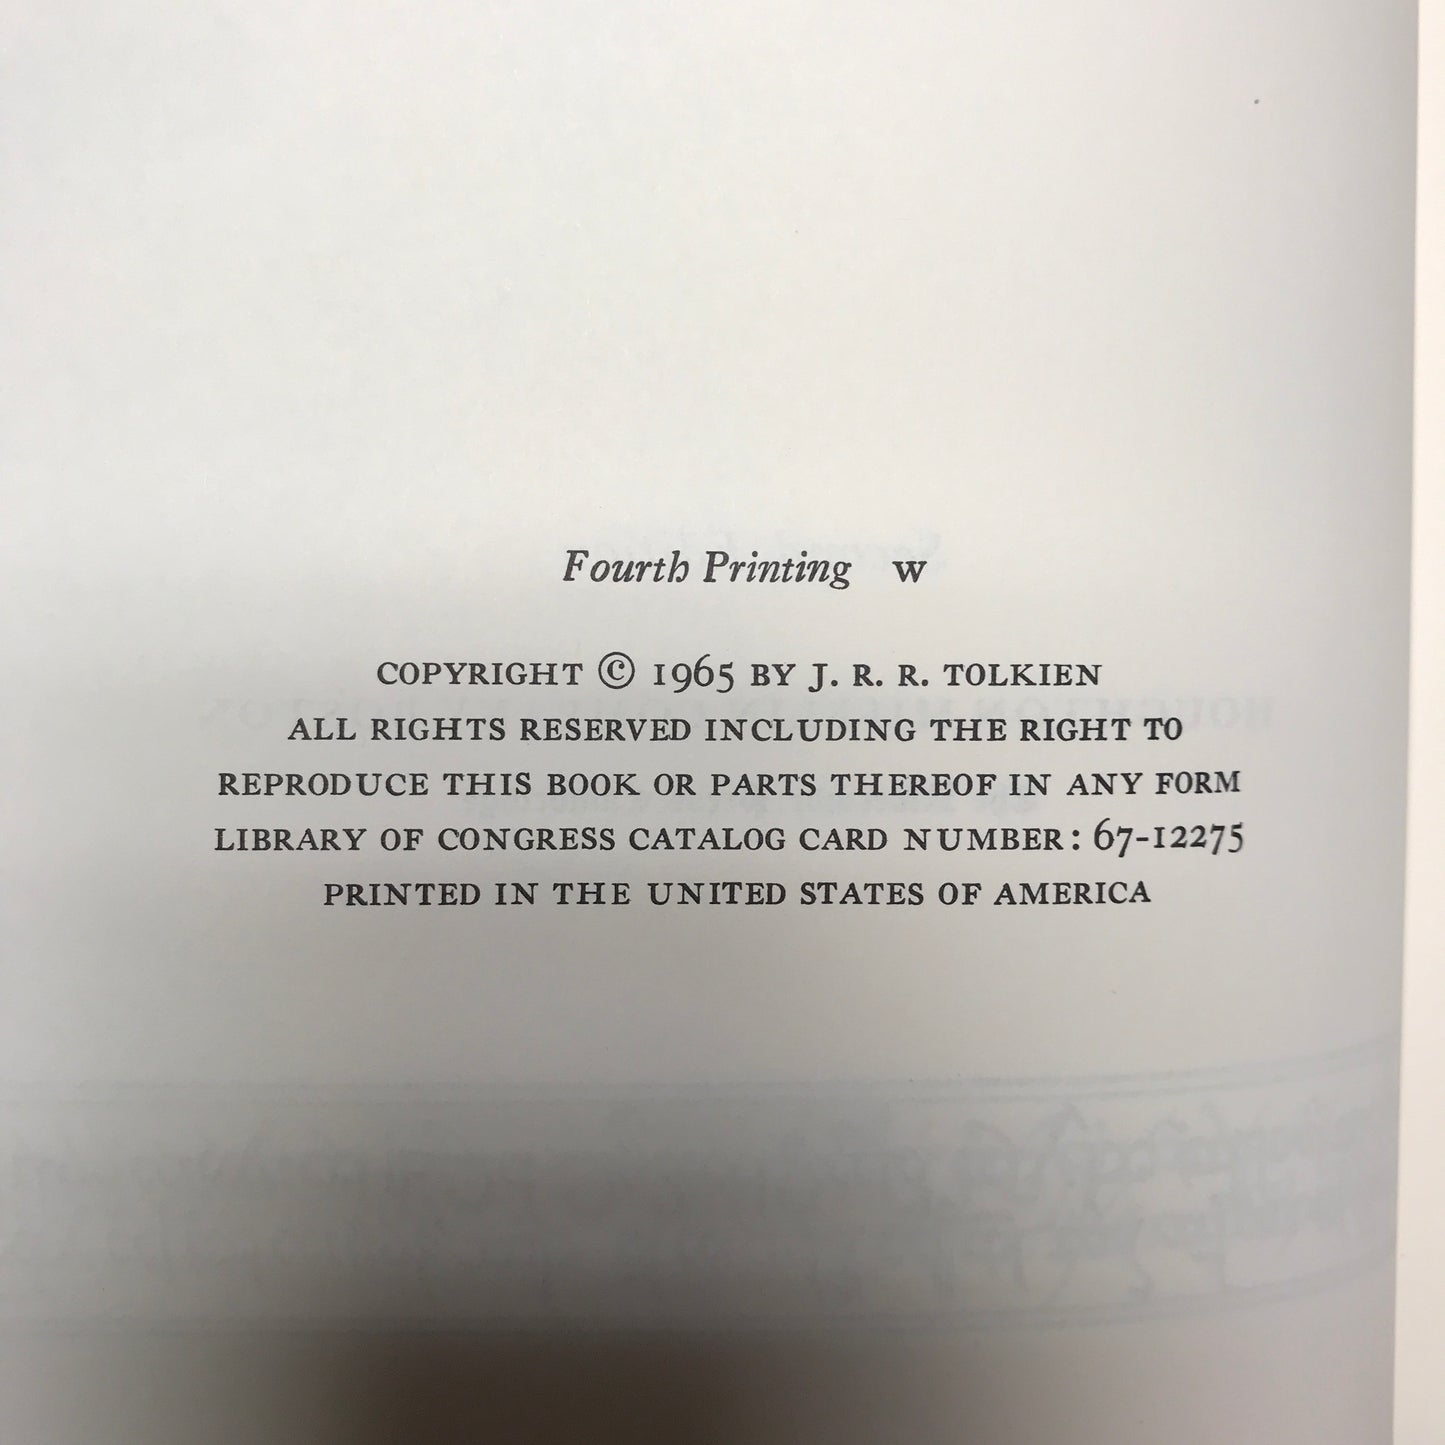 Fourth Printing W
COPYRIGHT © 1965 BY J. R. R. TOLKIEN
ALL RIGHTS RESERVED INCLUDING THE RIGHT TO
REPRODUCE THIS BOOK OR PARTS THEREOF IN ANY FORM
LIBRARY OF CONGRESS CATALOG CARD NUMBER: 67-12275
PRINTED IN THE UNITED STATES OF AMERICA